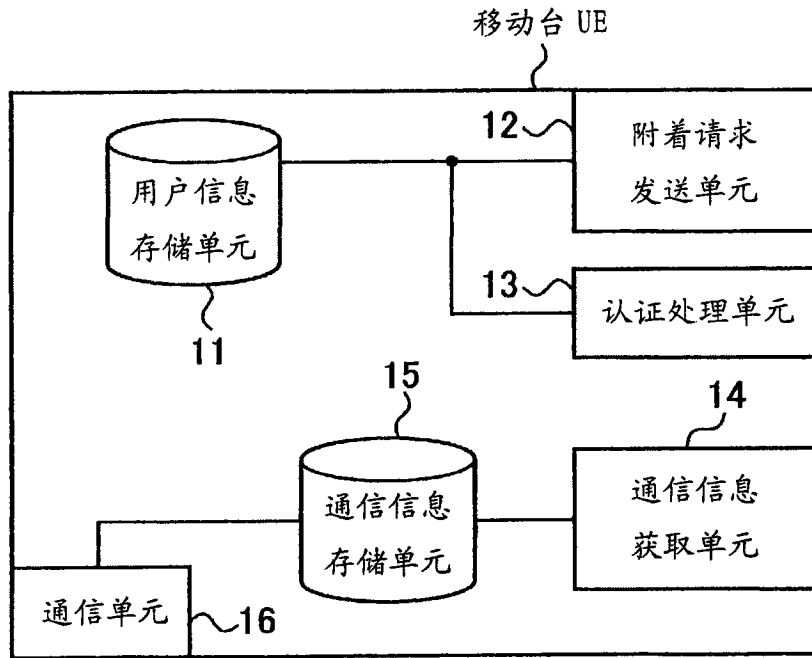 移动台 UE
12
附着请求
发送单元
用户信息
存储单元
11
13
认证处理单元
15
14
通信信息
存储单元
通信信息
获取单元
通信单元
16